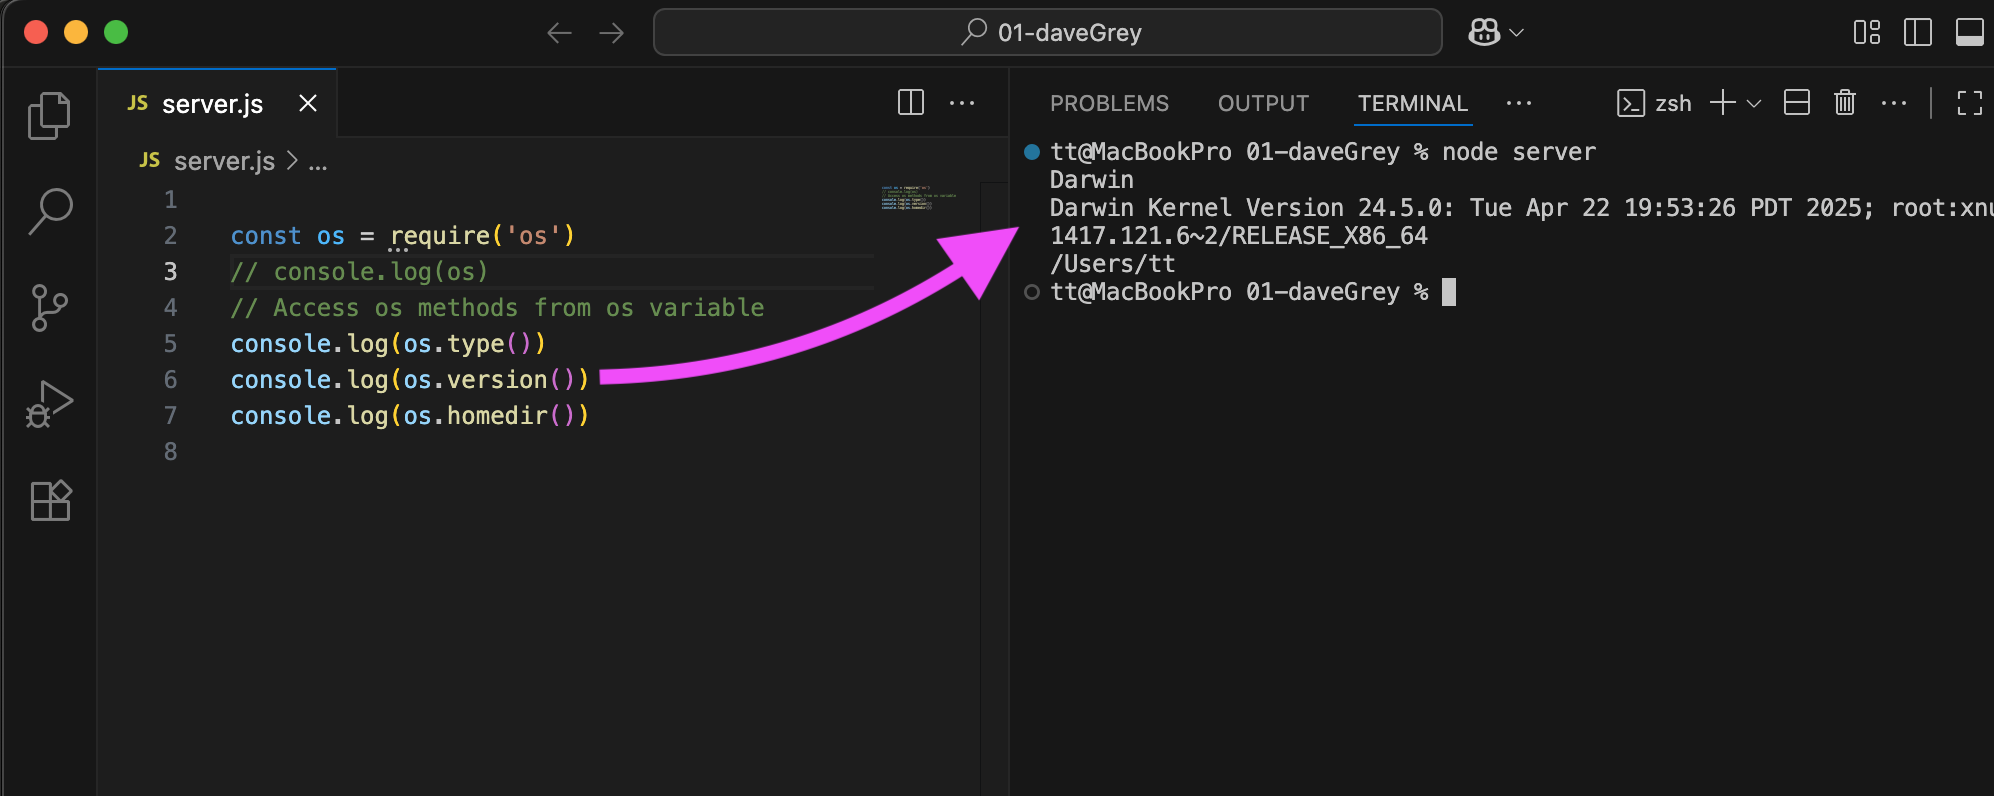 01-daveGrey
JS server.js
JS server.js > ...
1
2 const os = require('os')
3 // console.log(os)
4 // Access os methods from os variable
5 console.log(os.type())
6 console.log(os.version())
7 console.log(os.homedir())
8
PROBLEMS OUTPUT TERMINAL ... zsh
tt@MacBookPro 01-daveGrey % node server
Darwin
Darwin Kernel Version 24.5.0: Tue Apr 22 19:53:26 PDT 2025; root:xnu
1417.121.6~2/RELEASE_X86_64
/Users/tt
tt@MacBookPro 01-daveGrey %